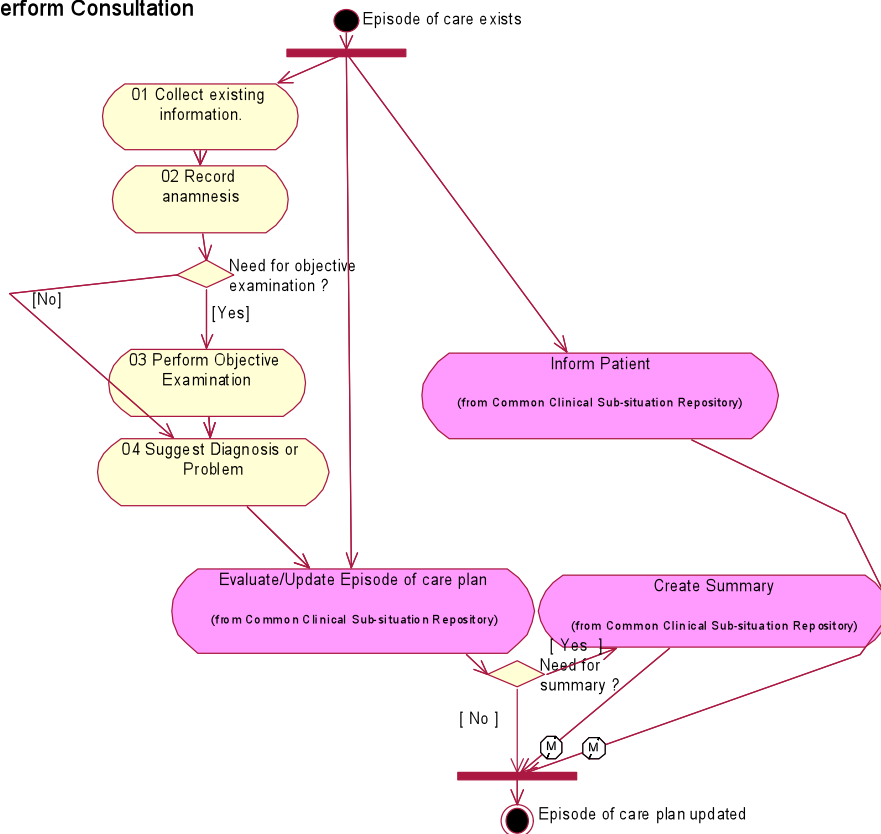 erform Consultation
Episode of care exists
01 Collect existing
information.
02 Record
anamnesis
Need for objective
examination ?
[No]
[Yes]
03 Perform Objective
Examination
Inform Patient
(from Common Clinical Sub-situation Repository)
04 Suggest Diagnosis or
Problem
Evaluate/Update Episode of care plan
(from Common Clinical Sub-situation Repository)
Create Summary
(from Common Clinical Sub-situation Repository)
[ Yes ]
Need for
summary ?
[ No ]
M
M
Episode of care plan updated